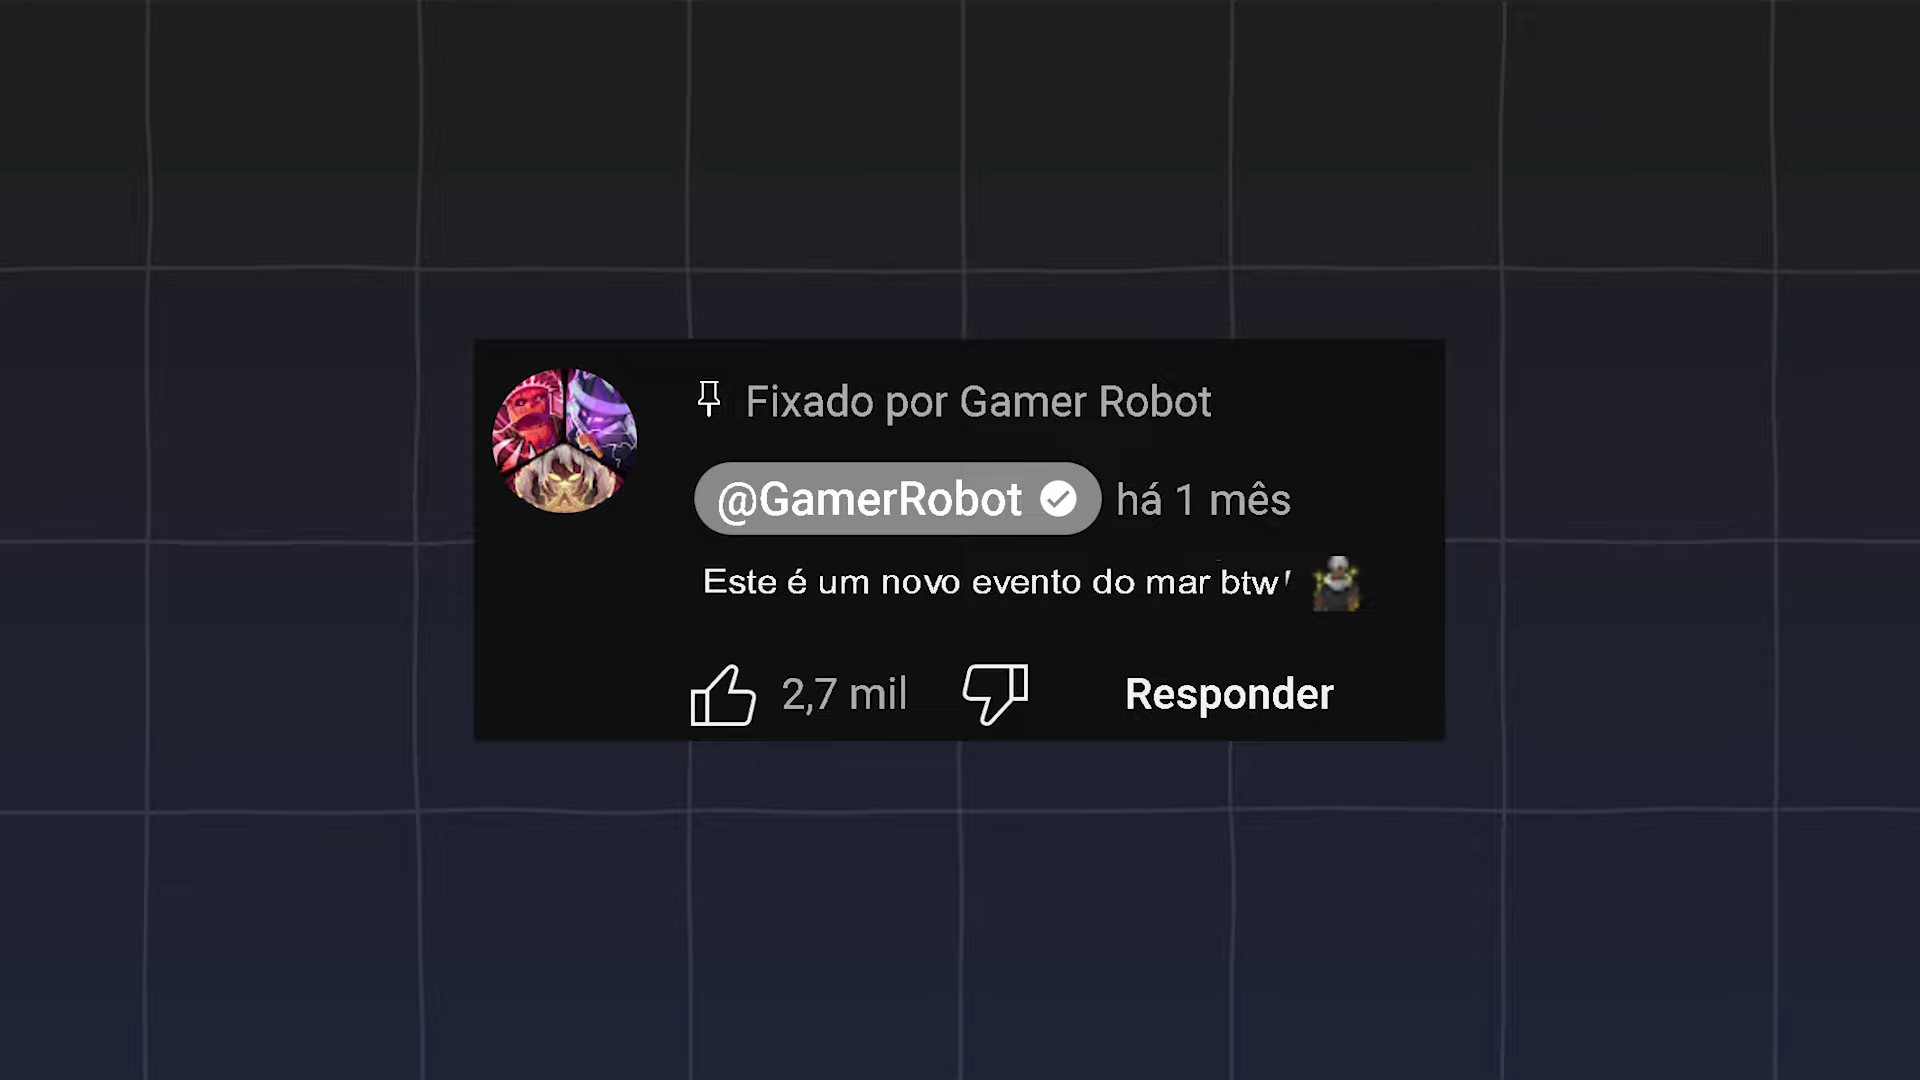 Fixado por Gamer Robot
@GamerRobot há 1 mês
Este é um novo evento do mar btw
2,7 mil Responder